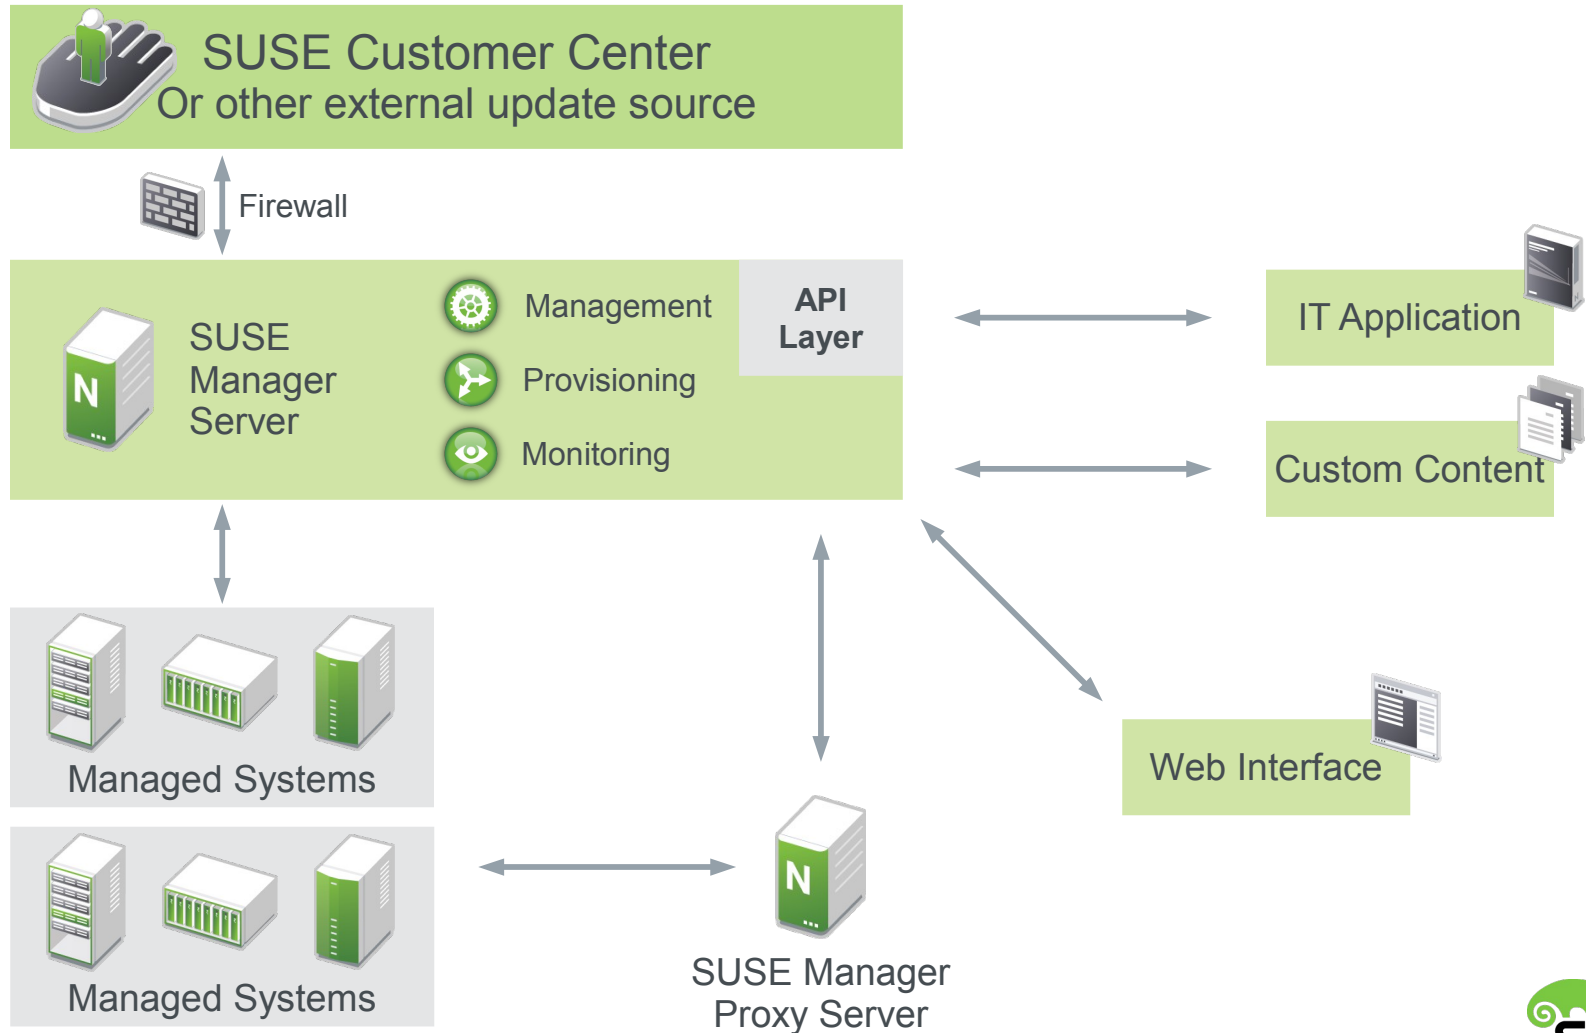 SUSE Customer Center
Or other external update source
Firewall
SUSE
Manager
Server
Management
Provisioning
Monitoring
API
Layer
IT Application
Custom Content
Managed Systems
Web Interface
Managed Systems
SUSE Manager
Proxy Server
N
N